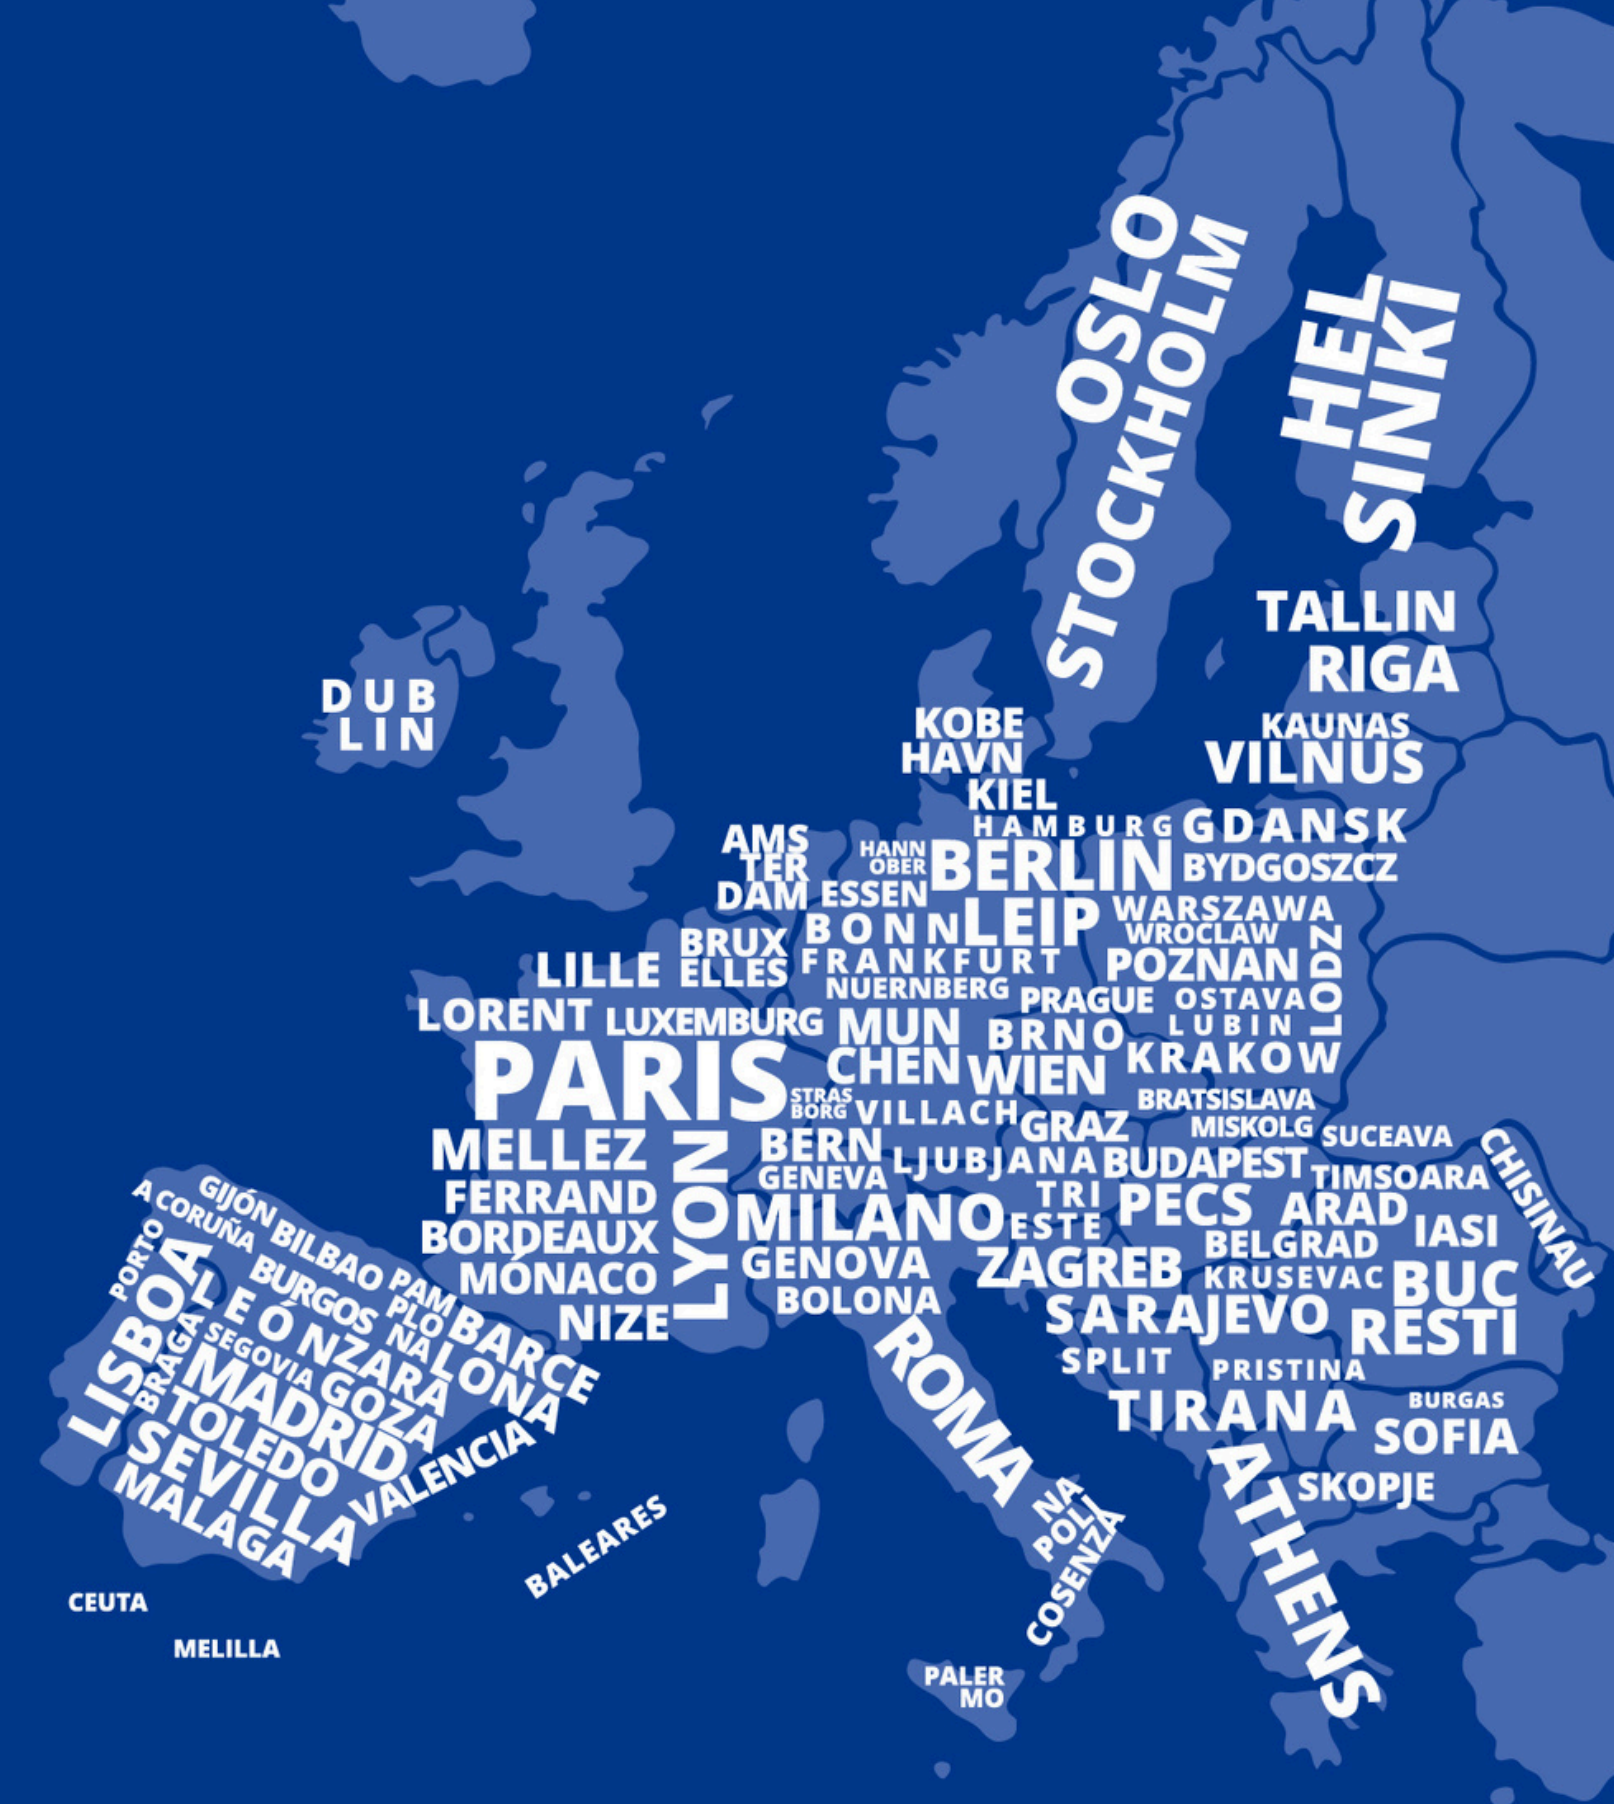 OSLO
STOCKHOLM
HEL
SINKI
TALLIN
RIGA
DUB
LIN
KAUNAS
VILNUS
KOBE
HAVN
KIEL
HAMBURG
GDANSK
AMS
TER
DAM
HANN
OBER
BERLIN
BYDGOSZCZ
ESSEN
LEIP
WARSZAWA
BONN
WROCLAW
BRUX
ELLES
LILLE
FRANKFURT
POZNAN
LODZ
NUERNBERG
PRAGUE
OSTAVA
LORENT
LUXEMBURG
MUN
CHEN
BRNO
LUBIN
PARIS
WIEN
KRAKOW
STRAS
BORG
VILLACH
GRAZ
BRATSISLAVA
MISKOLG
SUCEAVA
CHISINAU
MELLEZ
LYON
BERN
LJUBJANA
BUDAPEST
TIMSOARA
GENEVA
FERRAND
MILANO
TRI
ESTE
PECS
ARAD
IASI
BORDEAUX
BELGRAD
GENOVA
ZAGREB
KRUSEVAC
BUC
RESTI
MÓNACO
BOLONA
SARAJEVO
NIZE
ROMA
SPLIT
PRISTINA
TIRANA
BURGAS
SOFIA
SKOPJE
ATHENS
NA
POLI
COSENZA
PALER
MO
A CORUÑA
GIJÓN
BILBAO
PAM
PLO
NA
BARCE
LONA
PORTO
LISBOA
BRAGA
LEÓNZARA
GOZA
BURGOS
SEGOVIA
MADRID
TOLEDO
SEVILLA
MALAGA
VALENCIA
BALEARES
CEUTA
MELILLA